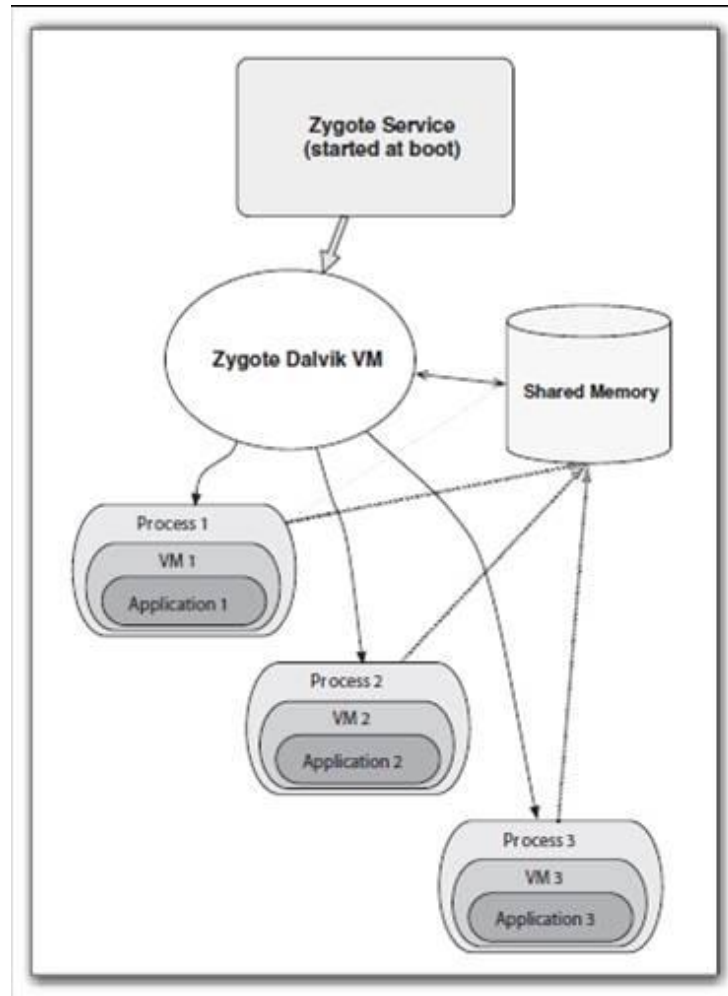 Zygote Service
(started at boot)
Zygote Dalvik VM
Shared Memory
Process 1
VM 1
Application 1
Process 2
VM 2
Application 2
Process 3
VM 3
Application 3